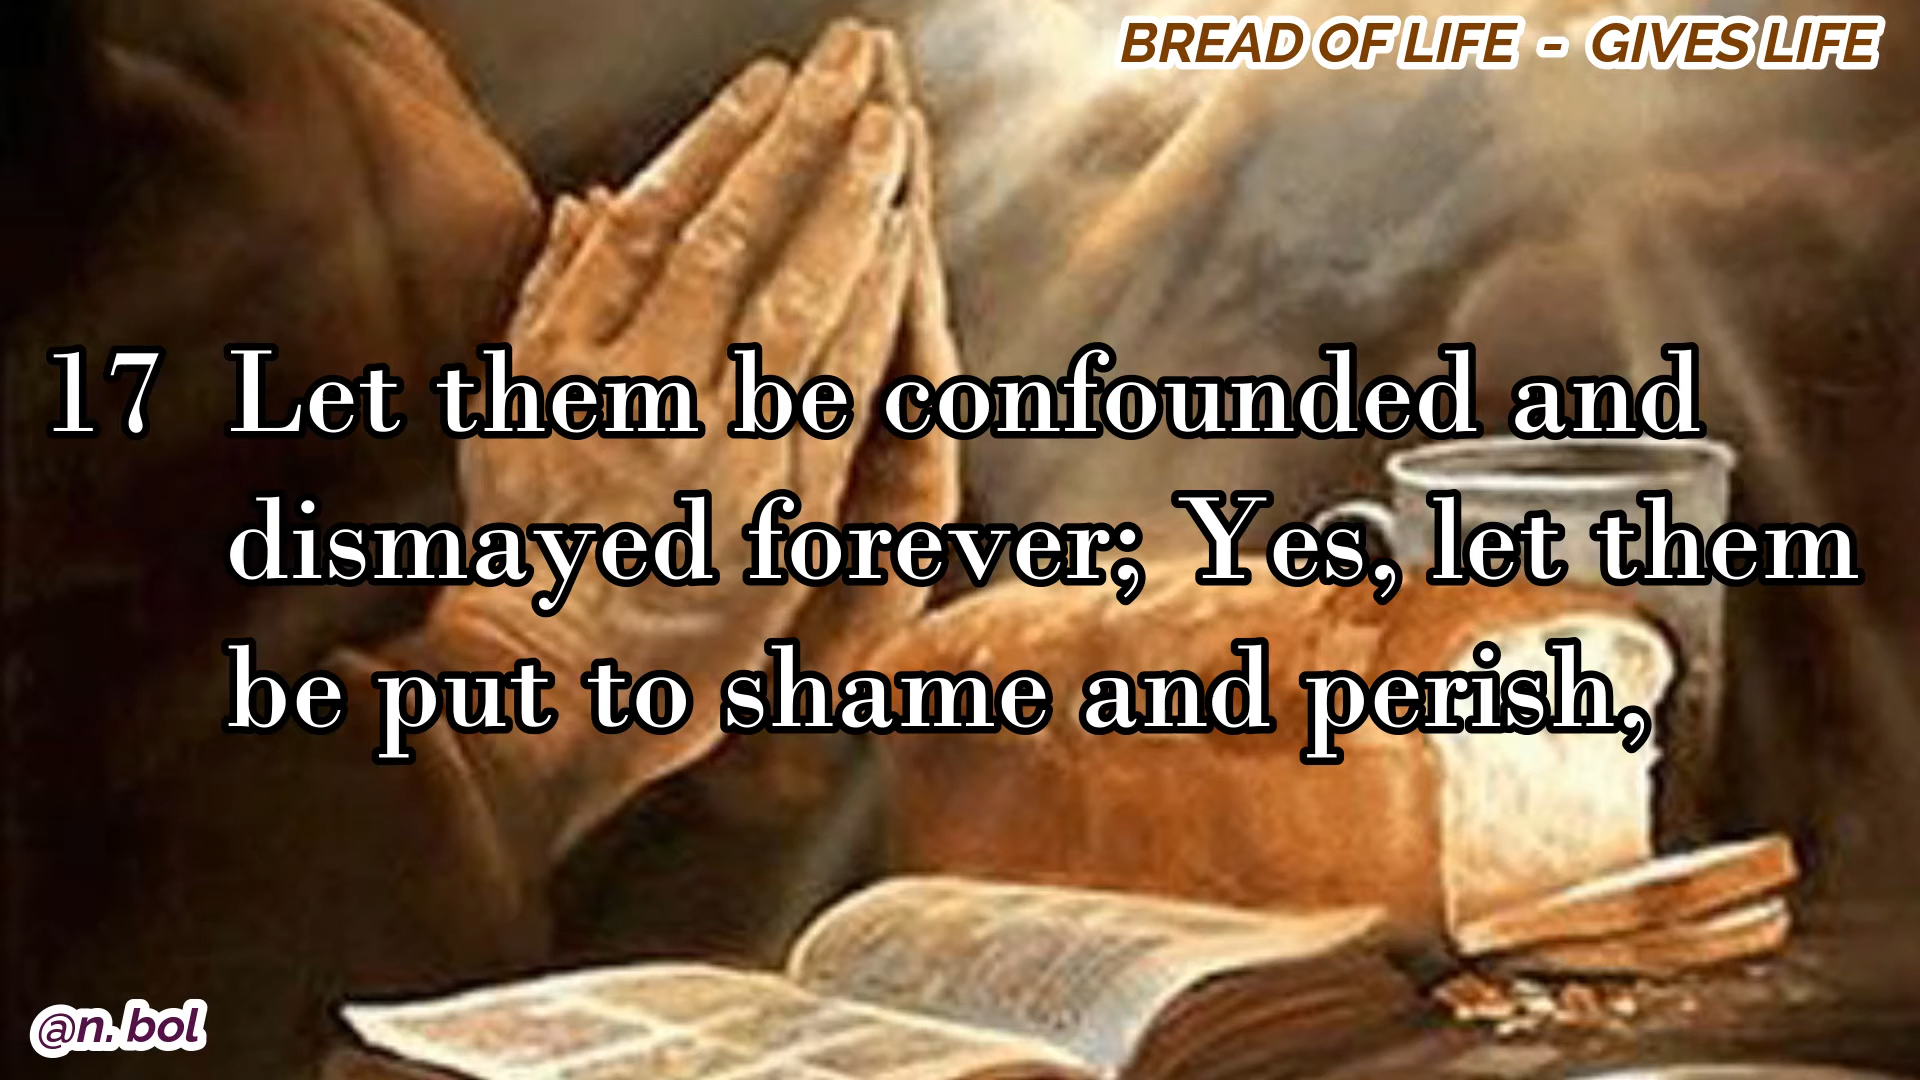 BREAD OF LIFE - GIVES LIFE
17 Let them be confounded and
dismayed forever; Yes, let them
be put to shame and perish,
@n. bol